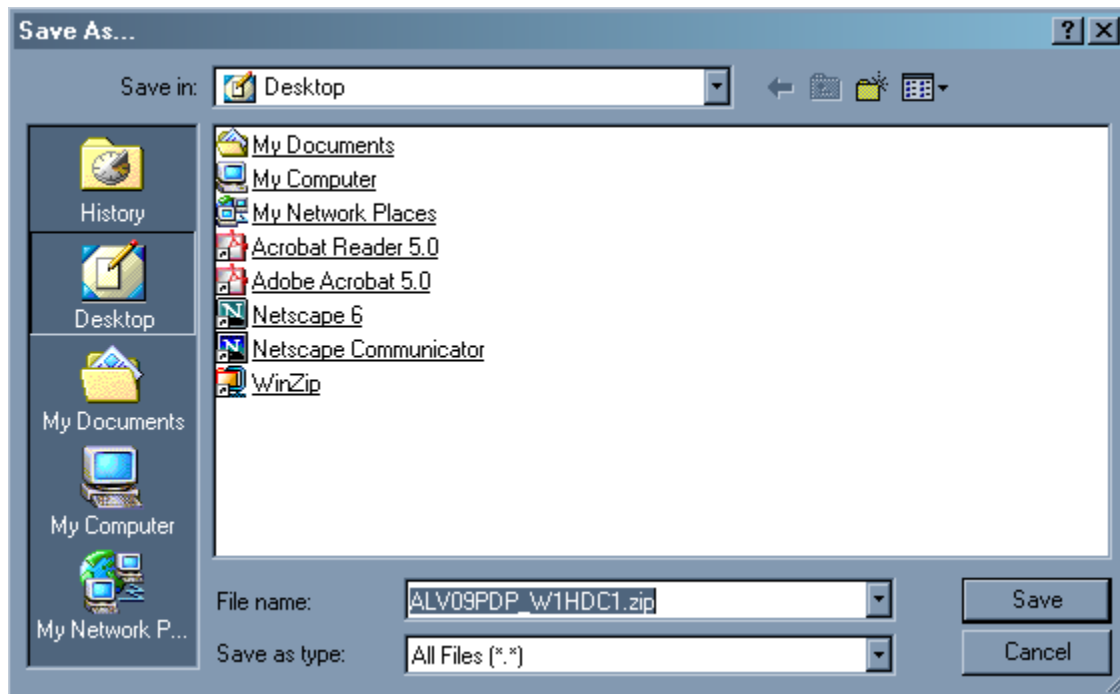 Save As...
Save in: Desktop
History
Desktop
My Documents
My Computer
My Network P...
My Documents
My Computer
My Network Places
Acrobat Reader 5.0
Adobe Acrobat 5.0
Netscape 6
Netscape Communicator
WinZip
File name: ALV09PDP_W1HDC1.zip Save
Save as type: All Files (*.*) Cancel